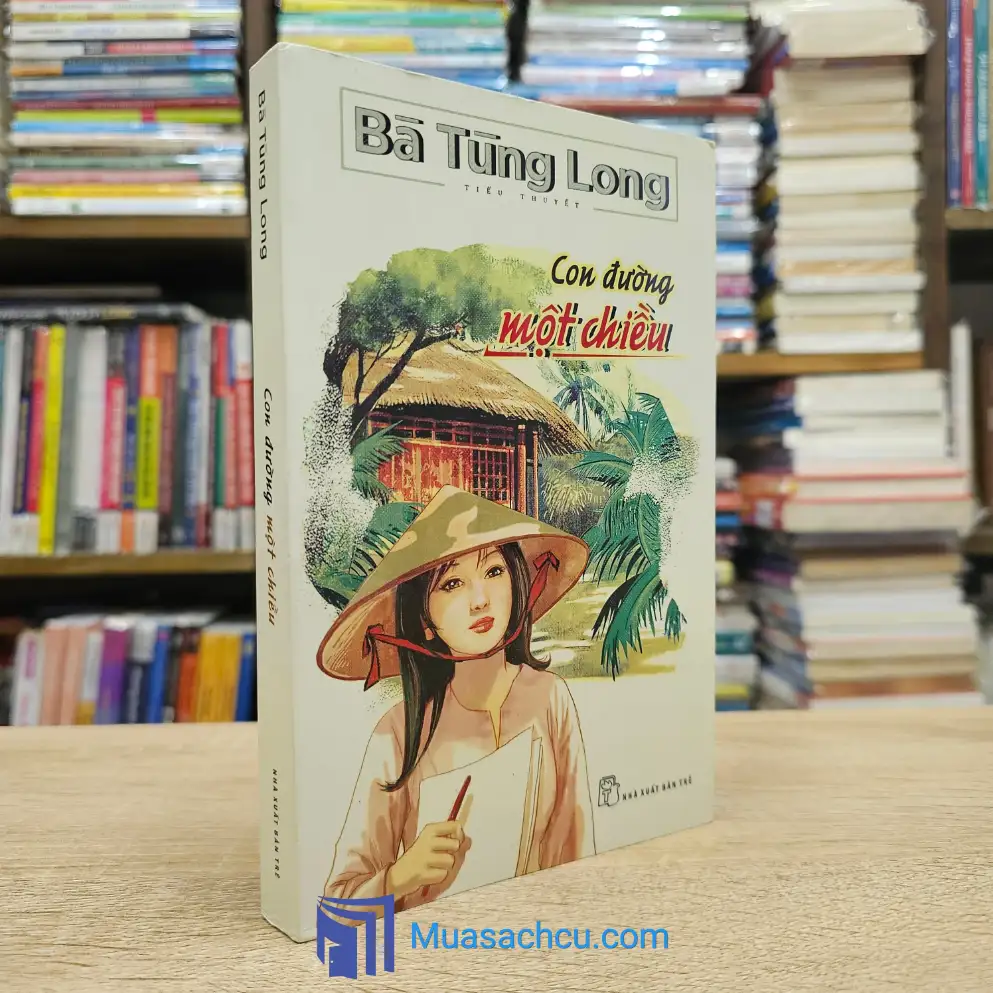 Bà Tùng Long
TIỂU THUYẾT
Con đường
một chiều
NHÀ XUẤT BẢN TRẺ
Bà Tùng Long
Con đường một chiều
NHÀ XUẤT BẢN TRẺ
Muasachcu.com